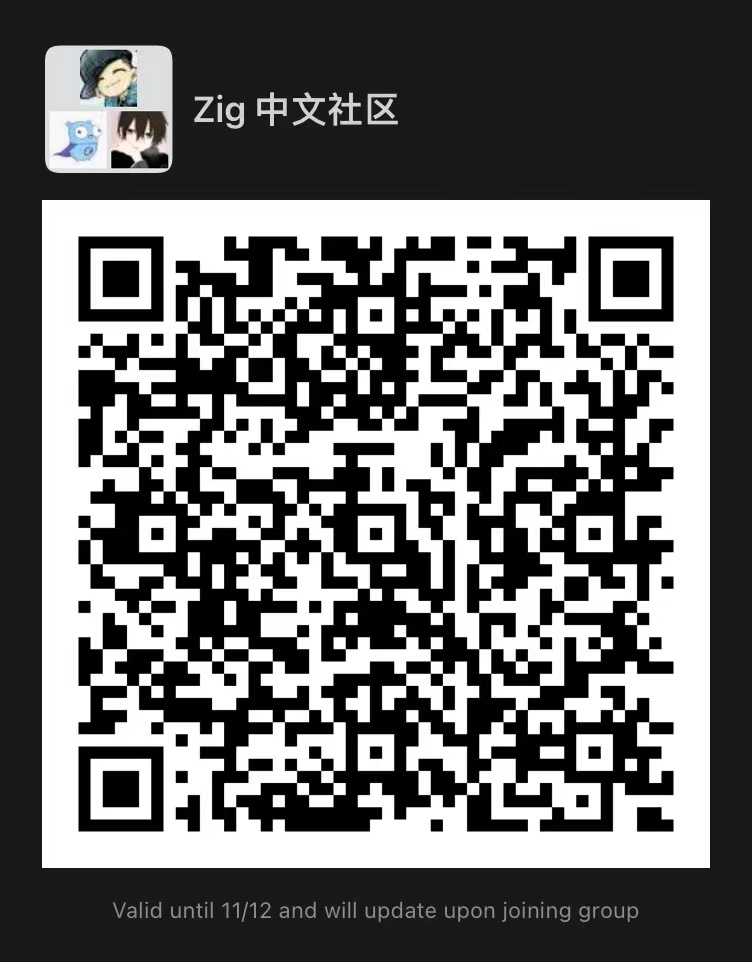 Zig 中文社区
Valid until 11/12 and will update upon joining group